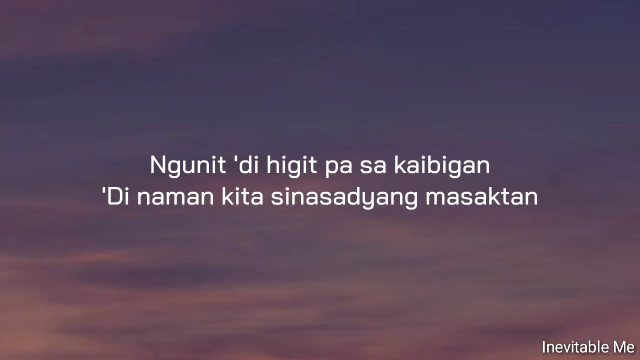 Ngunit 'di higit pa sa kaibigan
'Di naman kita sinasadyang masaktan
Inevitable Me